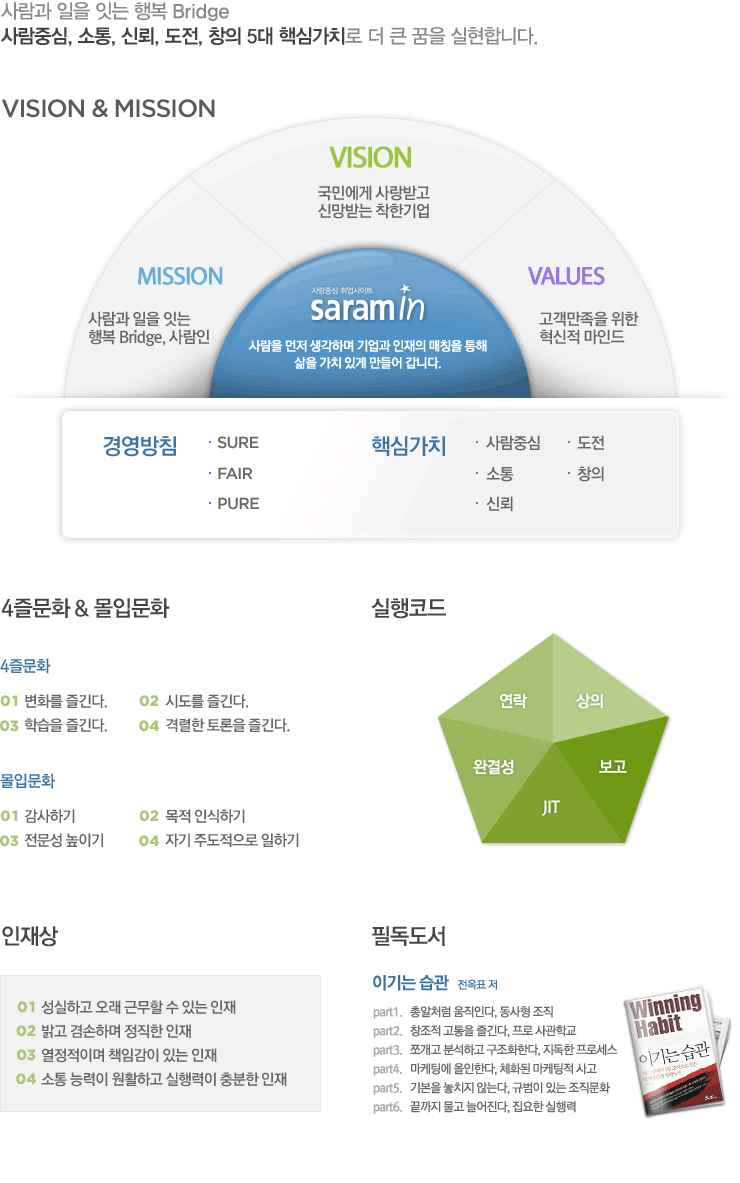 사람과 일을 잇는 행복 Bridge
사람중심, 소통, 신뢰, 도전, 창의 5대 핵심가치로 더 큰 꿈을 실현합니다.
VISION & MISSION
VISION
국민에게 사랑받고
신망받는 착한기업
MISSION
사람과 일을 잇는
행복 Bridge, 사람인
VALUES
고객만족을 위한
혁신적 마인드
사람중심 취업사이트
saramin
사람을 먼저 생각하며 기업과 인재의 매칭을 통해
삶을 가치 있게 만들어 갑니다.
경영방침
· SURE
· FAIR
· PURE
핵심가치
· 사람중심
· 소통
· 신뢰
· 도전
· 창의
4즐문화 & 몰입문화
4즐문화
01 변화를 즐긴다.
02 시도를 즐긴다.
03 학습을 즐긴다.
04 격렬한 토론을 즐긴다.
몰입문화
01 감사하기
02 목적 인식하기
03 전문성 높이기
04 자기 주도적으로 일하기
실행코드
연락
상의
완결성
보고
JIT
인재상
01 성실하고 오래 근무할 수 있는 인재
02 밝고 겸손하며 정직한 인재
03 열정적이며 책임감이 있는 인재
04 소통 능력이 원활하고 실행력이 충분한 인재
필독도서
이기는 습관 전옥표 저
part1. 총알처럼 움직인다, 동사형 조직
part2. 창조적 고통을 즐긴다, 프로 사관학교
part3. 쪼개고 분석하고 구조화한다, 지독한 프로세스
part4. 마케팅에 올인한다, 체화된 마케팅적 사고
part5. 기본을 놓치지 않는다, 규범이 있는 조직문화
part6. 끝까지 물고 늘어진다, 집요한 실행력
Winning
Habit
이기는 습관